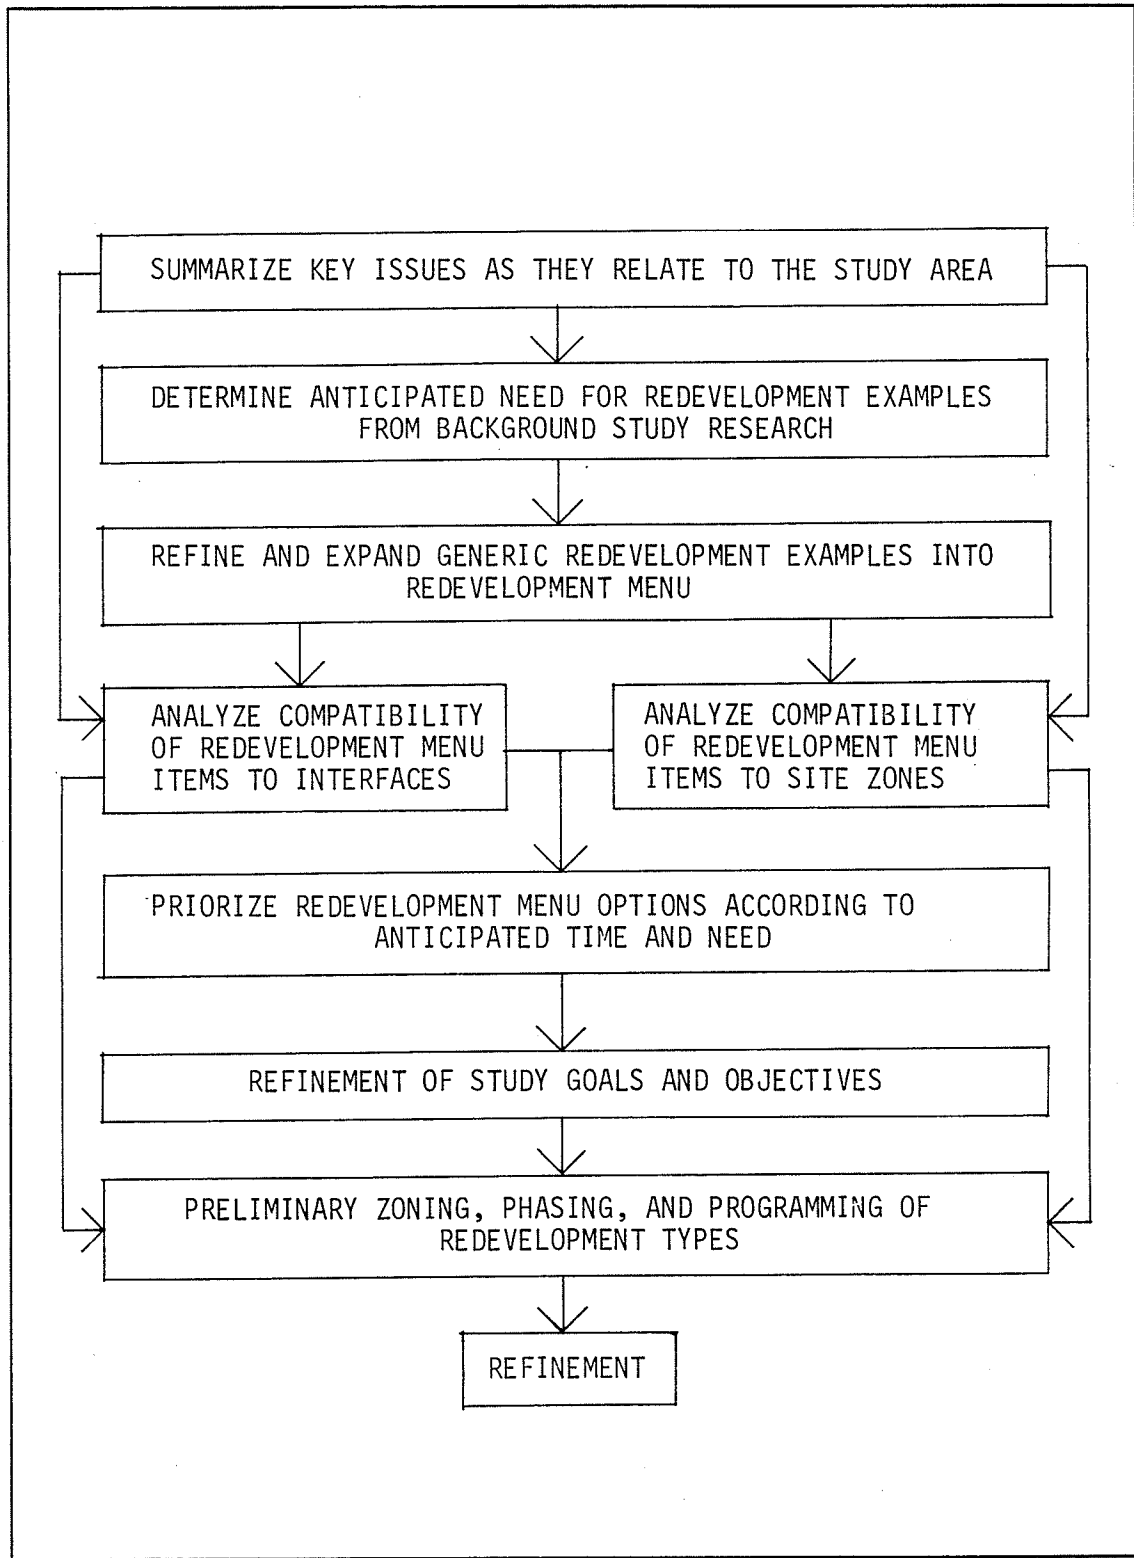 SUMMARIZE KEY ISSUES AS THEY RELATE TO THE STUDY AREA
DETERMINE ANTICIPATED NEED FOR REDEVELOPMENT EXAMPLES
FROM BACKGROUND STUDY RESEARCH
REFINE AND EXPAND GENERIC REDEVELOPMENT EXAMPLES INTO
REDEVELOPMENT MENU
ANALYZE COMPATIBILITY
OF REDEVELOPMENT MENU
ITEMS TO INTERFACES
ANALYZE COMPATIBILITY
OF REDEVELOPMENT MENU
ITEMS TO SITE ZONES
PRIORIZE REDEVELOPMENT MENU OPTIONS ACCORDING TO
ANTICIPATED TIME AND NEED
REFINEMENT OF STUDY GOALS AND OBJECTIVES
PRELIMINARY ZONING, PHASING, AND PROGRAMMING OF
REDEVELOPMENT TYPES
REFINEMENT